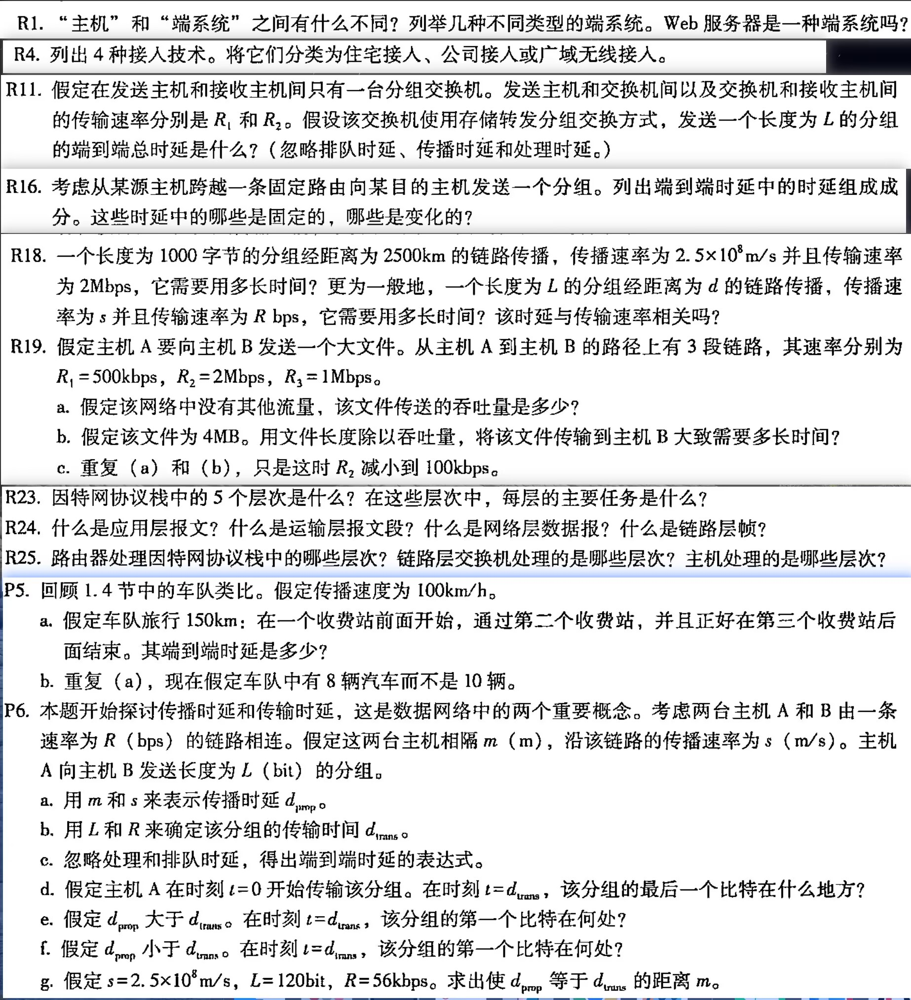 R1. “主机”和“端系统”之间有什么不同？列举几种不同类型的端系统。Web 服务器是一种端系统吗？
R4. 列出 4 种接入技术。将它们分类为住宅接入、公司接入或广域无线接入。
R11. 假定在发送主机和接收主机间只有一台分组交换机。发送主机和交换机间以及交换机和接收主机间
的传输速率分别是 R₁ 和 R₂。假设该交换机使用存储转发分组交换方式，发送一个长度为 L 的分组
的端到端总时延是什么？（忽略排队时延、传播时延和处理时延。）
R16. 考虑从某源主机跨越一条固定路由向某目的主机发送一个分组。列出端到端时延中的时延组成成
分。这些时延中的哪些是固定的，哪些是变化的？
R18. 一个长度为 1000 字节的分组经距离为 2500km 的链路传播，传播速率为 2.5×10⁸m/s 并且传输速率
为 2Mbps，它需要用多长时间？更为一般地，一个长度为 L 的分组经距离为 d 的链路传播，传播速
率为 s 并且传输速率为 R bps，它需要用多长时间？该时延与传输速率相关吗？
R19. 假定主机 A 要向主机 B 发送一个大文件。从主机 A 到主机 B 的路径上有 3 段链路，其速率分别为
R₁=500kbps，R₂=2Mbps，R₃=1Mbps。
a. 假定该网络中没有其他流量，该文件传送的吞吐量是多少？
b. 假定该文件为 4MB。用文件长度除以吞吐量，将该文件传输到主机 B 大致需要多长时间？
c. 重复（a）和（b），只是这时 R₂ 减小到 100kbps。
R23. 因特网协议栈中的 5 个层次是什么？在这些层次中，每层的主要任务是什么？
R24. 什么是应用层报文？什么是运输层报文段？什么是网络层数据报？什么是链路层帧？
R25. 路由器处理因特网协议栈中的哪些层次？链路层交换机处理的是哪些层次？主机处理的是哪些层次？
P5. 回顾 1.4 节中的车队类比。假定传播速度为 100km/h。
a. 假定车队旅行 150km：在一个收费站前面开始，通过第二个收费站，并且正好在第三个收费站后
面结束。其端到端时延是多少？
b. 重复（a），现在假定车队中有 8 辆汽车而不是 10 辆。
P6. 本题开始探讨传播时延和传输时延，这是数据网络中的两个重要概念。考虑两台主机 A 和 B 由一条
速率为 R（bps）的链路相连。假定这两台主机相隔 m（m），沿该链路的传播速率为 s（m/s）。主机
A 向主机 B 发送长度为 L（bit）的分组。
a. 用 m 和 s 来表示传播时延 d_prop。
b. 用 L 和 R 来确定该分组的传输时间 d_trans。
c. 忽略处理和排队时延，得出端到端时延的表达式。
d. 假定主机 A 在时刻 t=0 开始传输该分组。在时刻 t=d_trans，该分组的最后一个比特在什么地方？
e. 假定 d_prop 大于 d_trans。在时刻 t=d_trans，该分组的第一个比特在何处？
f. 假定 d_prop 小于 d_trans。在时刻 t=d_trans，该分组的第一个比特在何处？
g. 假定 s=2.5×10⁸m/s，L=120bit，R=56kbps。求出使 d_prop 等于 d_trans 的距离 m。